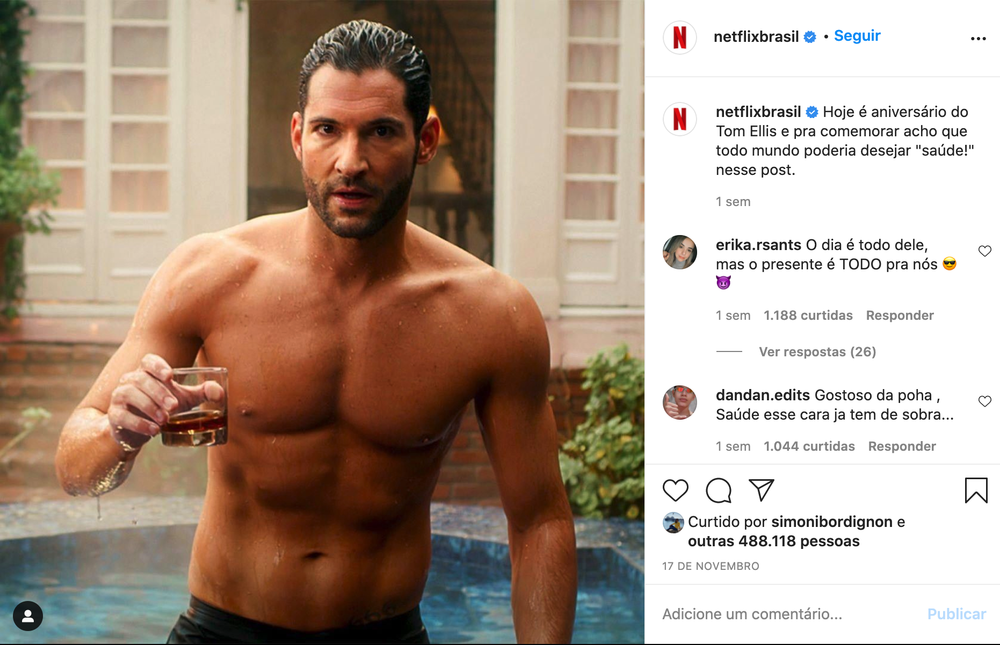 netflixbrasil • Seguir
netflixbrasil Hoje é aniversário do
Tom Ellis e pra comemorar acho que
todo mundo poderia desejar "saúde!"
nesse post.
1 sem
erika.rsants O dia é todo dele,
mas o presente é TODO pra nós 😎
😈
1 sem 1.188 curtidas Responder
Ver respostas (26)
dandan.edits Gostoso da poha ,
Saúde esse cara ja tem de sobra...
1 sem 1.044 curtidas Responder
Curtido por simonibordignon e
outras 488.118 pessoas
17 DE NOVEMBRO
Adicione um comentário... Publicar